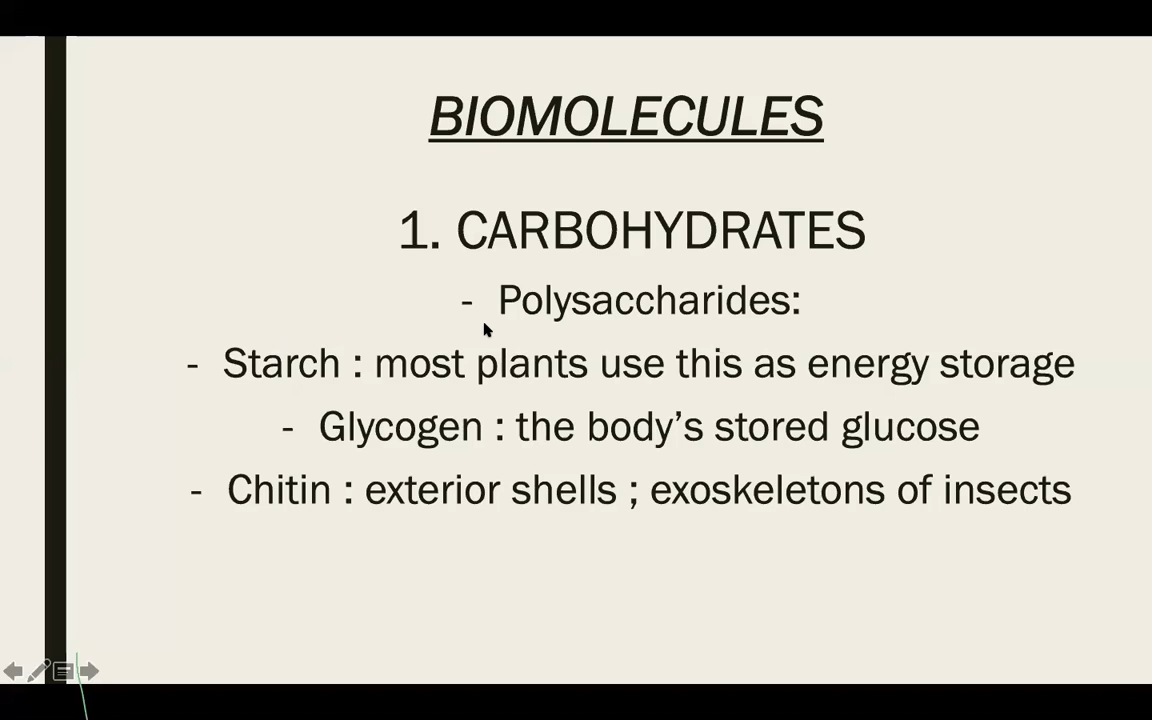 BIOMOLECULES
1. CARBOHYDRATES
- Polysaccharides:
- Starch : most plants use this as energy storage
- Glycogen : the body’s stored glucose
- Chitin : exterior shells ; exoskeletons of insects